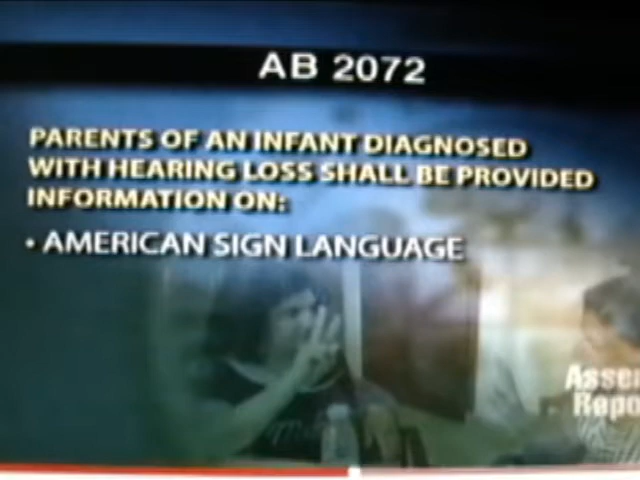 AB 2072
PARENTS OF AN INFANT DIAGNOSED
WITH HEARING LOSS SHALL BE PROVIDED
INFORMATION ON:
• AMERICAN SIGN LANGUAGE